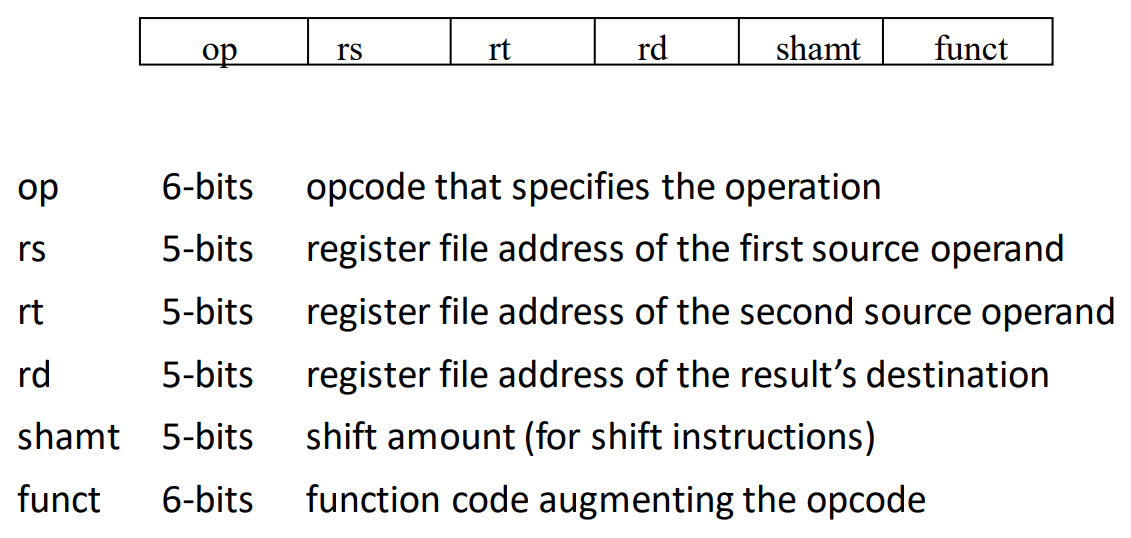 op rs rt rd shamt funct
op 6-bits opcode that specifies the operation
rs 5-bits register file address of the first source operand
rt 5-bits register file address of the second source operand
rd 5-bits register file address of the result’s destination
shamt 5-bits shift amount (for shift instructions)
funct 6-bits function code augmenting the opcode